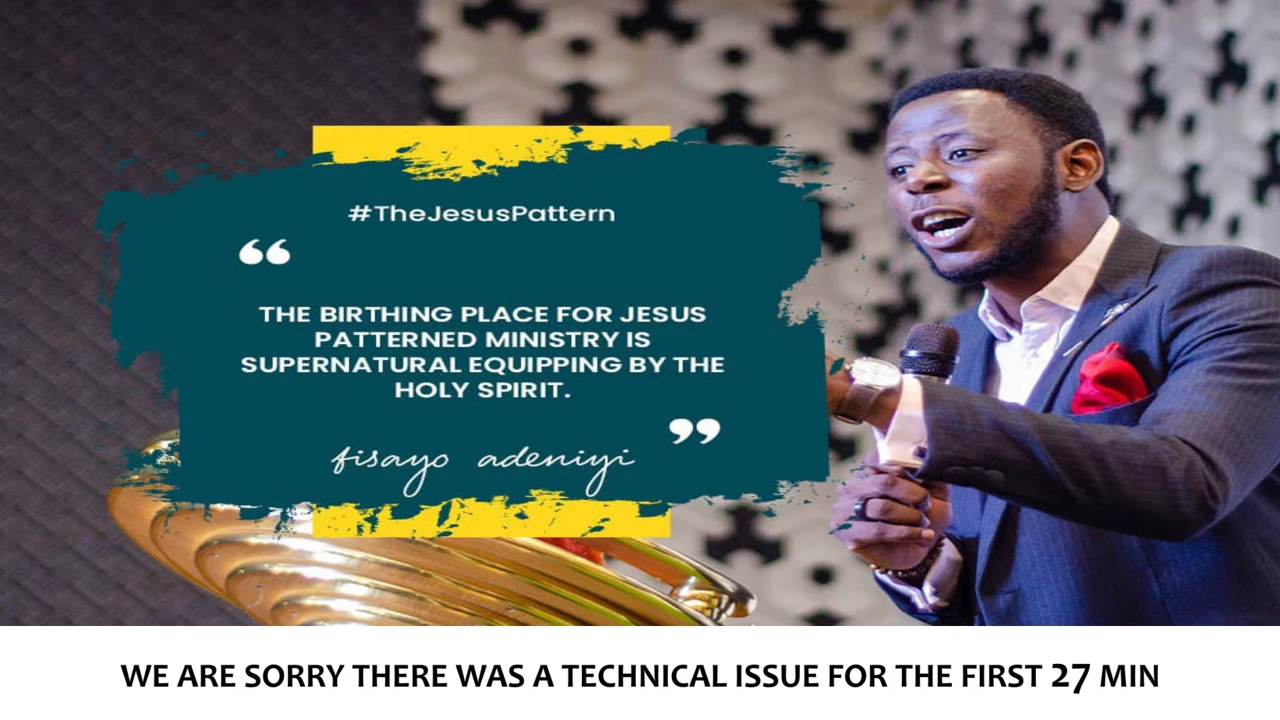 #TheJesusPattern
“
THE BIRTHING PLACE FOR JESUS
PATTERNED MINISTRY IS
SUPERNATURAL EQUIPPING BY THE
HOLY SPIRIT.
”
fisayo adeniyi
WE ARE SORRY THERE WAS A TECHNICAL ISSUE FOR THE FIRST 27 MIN